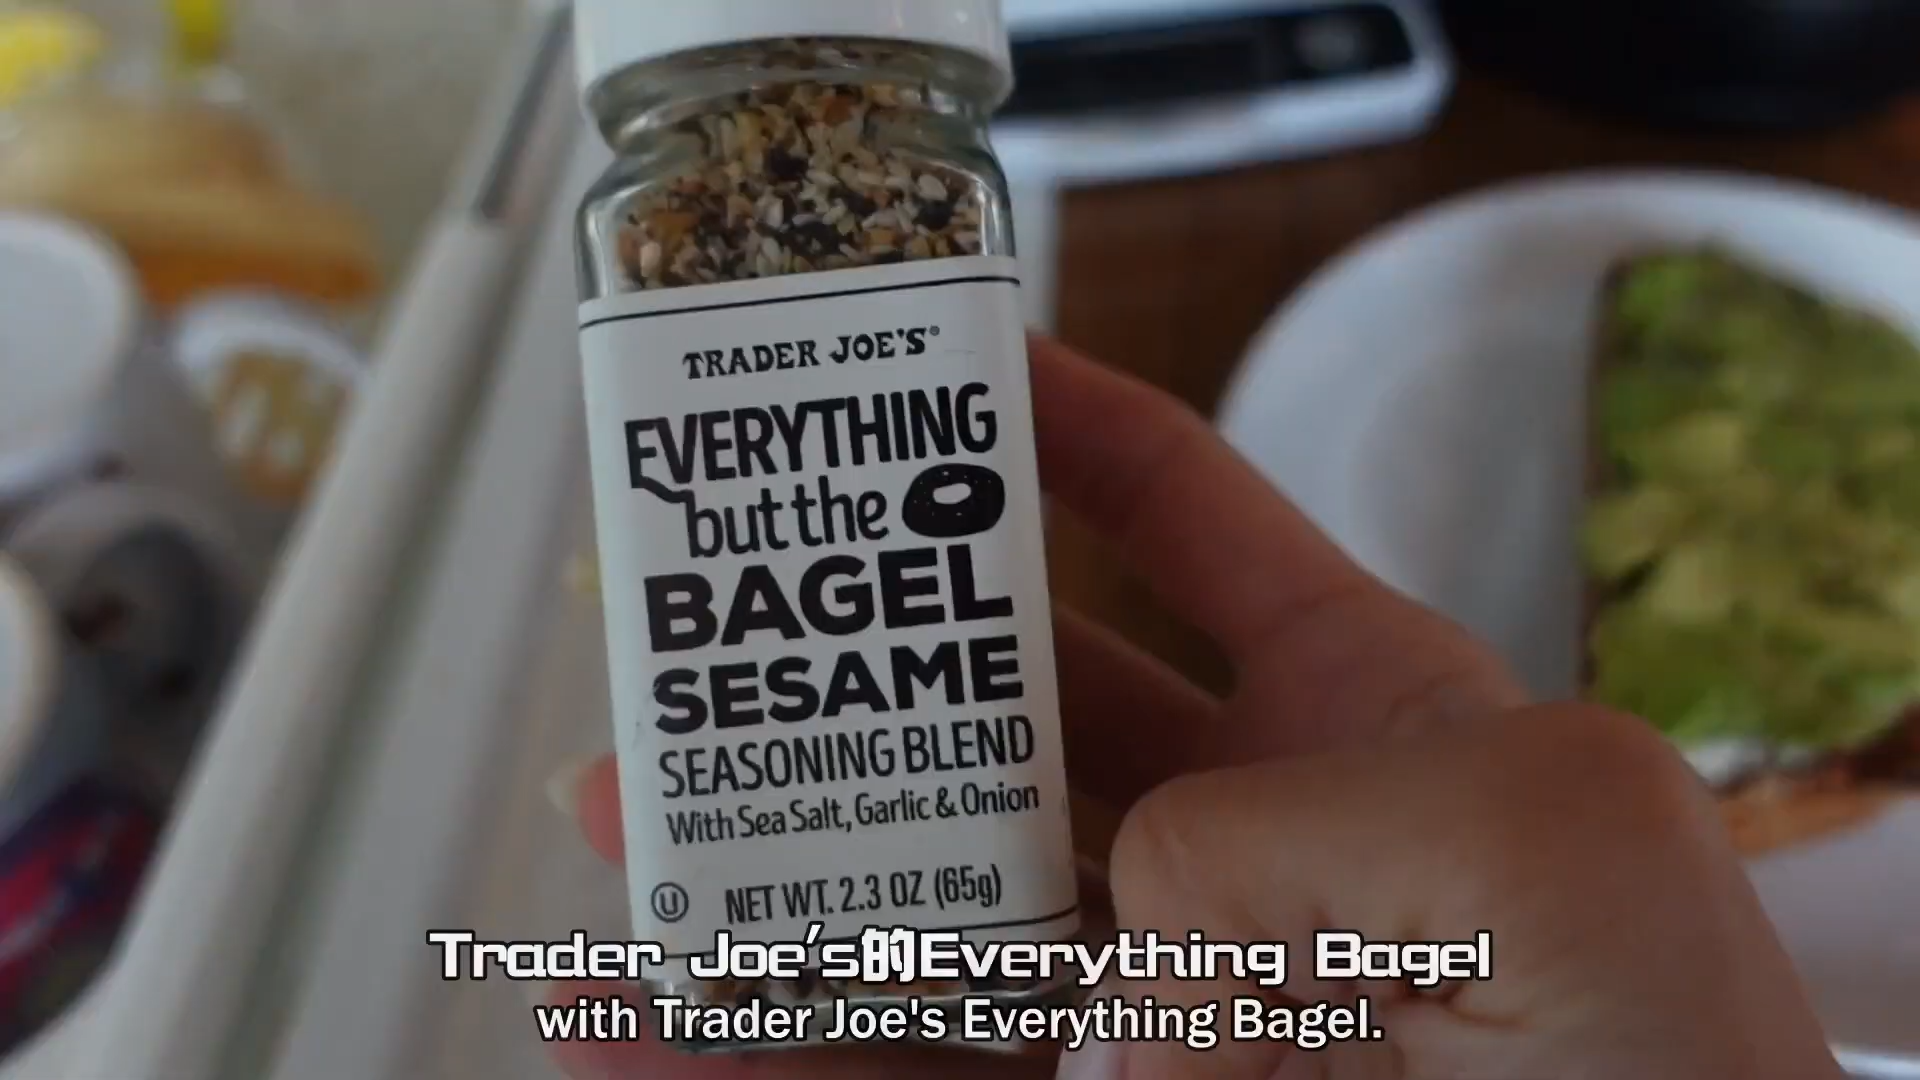 TRADER JOE'S®
EVERYTHING
but the
BAGEL
SESAME
SEASONING BLEND
With Sea Salt, Garlic & Onion
U NET WT. 2.3 OZ (65g)
Trader Joe's的Everything Bagel
with Trader Joe's Everything Bagel.